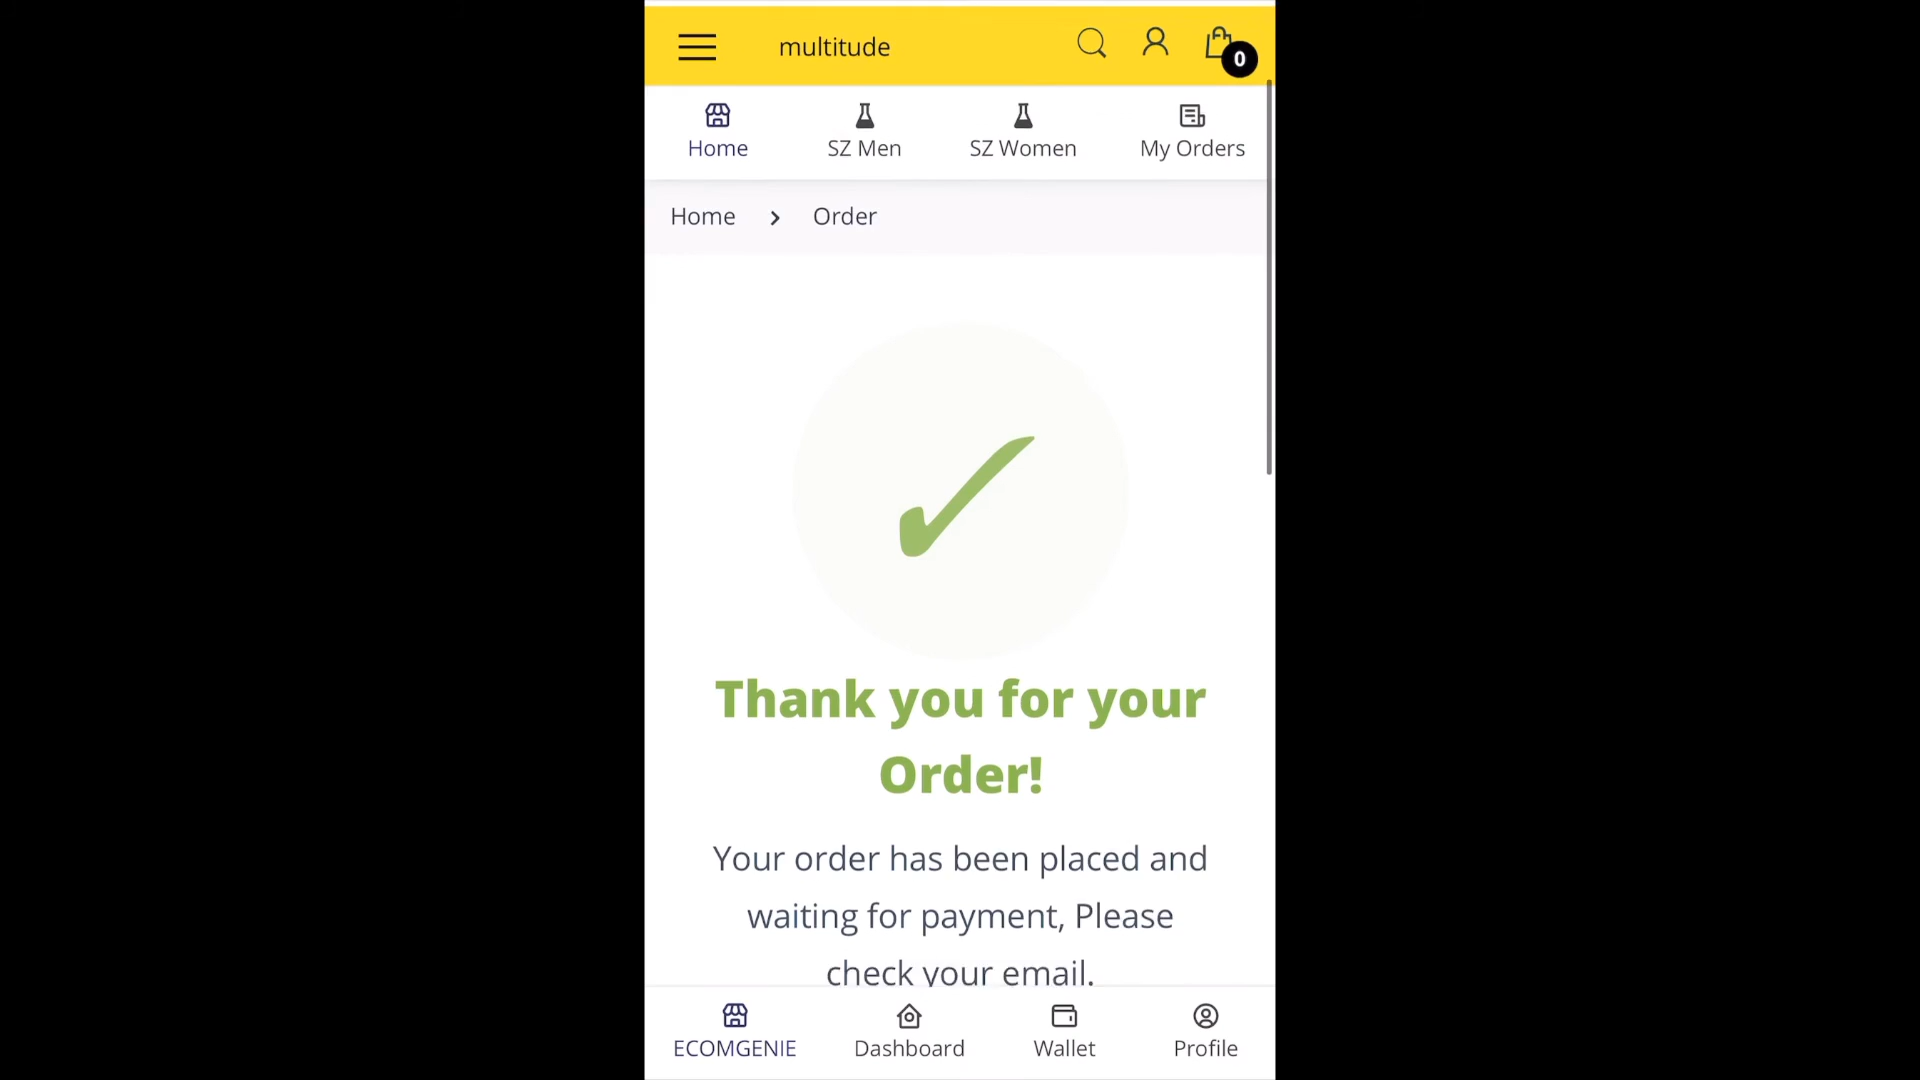 multitude
0
Home
SZ Men
SZ Women
My Orders
Home > Order
Thank you for your
Order!
Your order has been placed and
waiting for payment, Please
check your email.
ECOMGENIE
Dashboard
Wallet
Profile